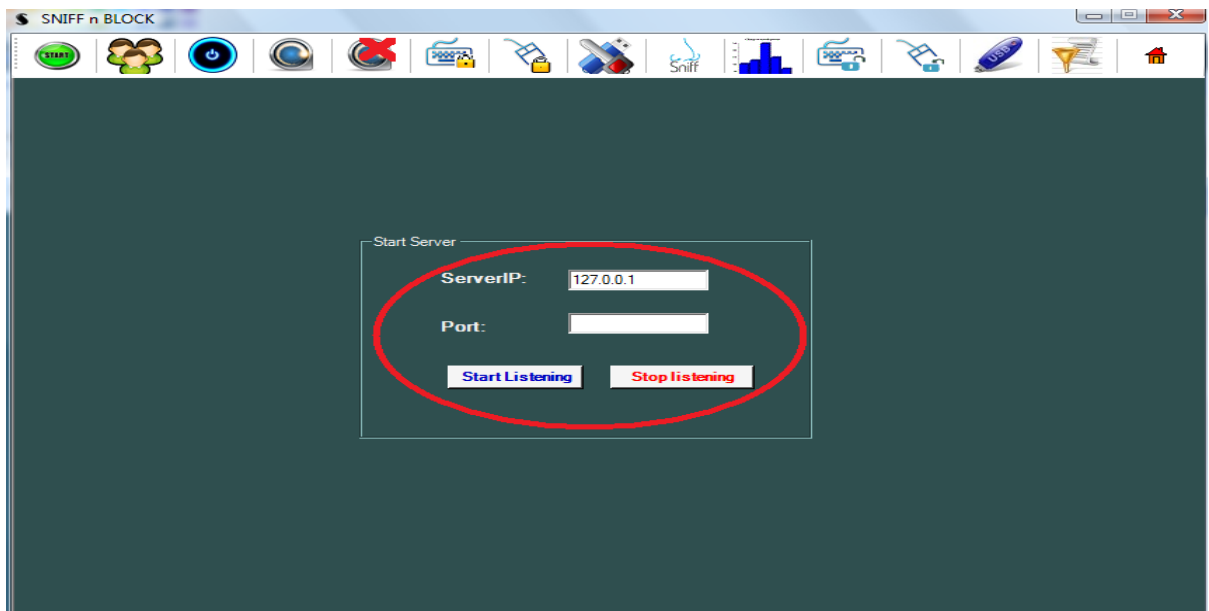 SNIFF n BLOCK
START
Sniff
USB
Start Server
ServerIP: 127.0.0.1
Port:
Start Listening Stop listening